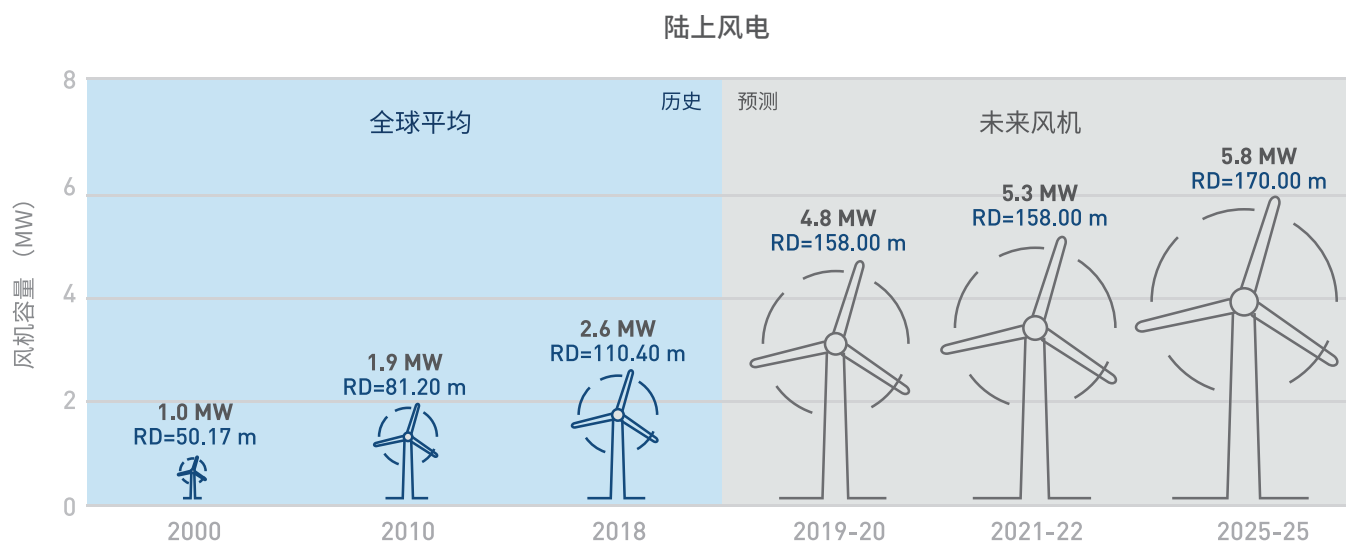 陆上风电
历史
预测
全球平均
未来风机
风机容量 (MW)
8
6
4
2
0
1.0 MW
RD=50.17 m
1.9 MW
RD=81.20 m
2.6 MW
RD=110.40 m
4.8 MW
RD=158.00 m
5.3 MW
RD=158.00 m
5.8 MW
RD=170.00 m
2000
2010
2018
2019-20
2021-22
2025-25